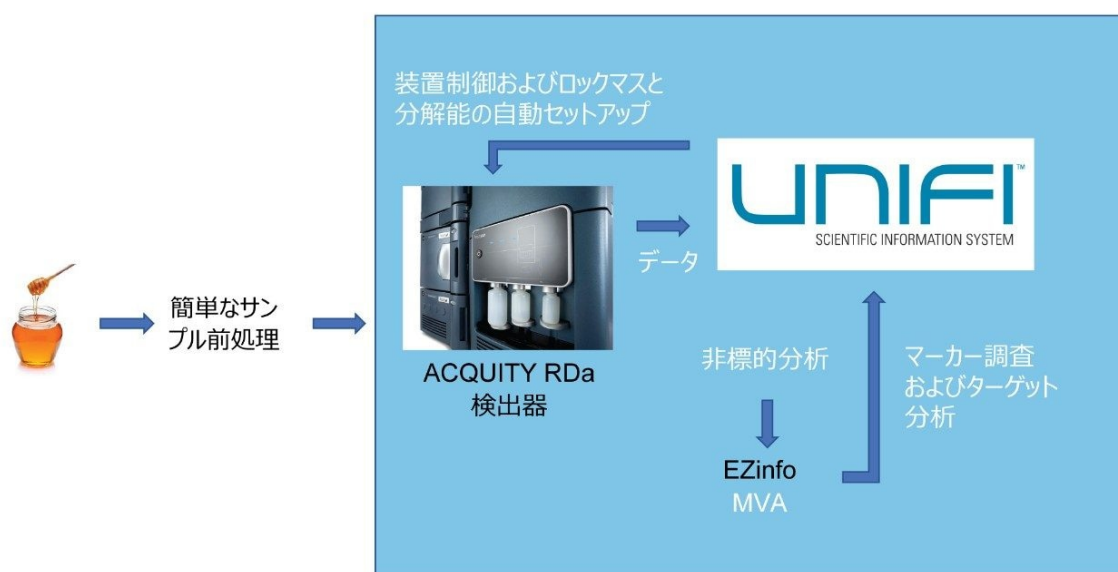 装置制御およびロックマスと
分解能の自動セットアップ
UNIFI™
SCIENTIFIC INFORMATION SYSTEM
データ
簡単なサン
プル前処理
ACQUITY RDa
検出器
非標的分析
マーカー調査
およびターゲット
分析
EZinfo
MVA